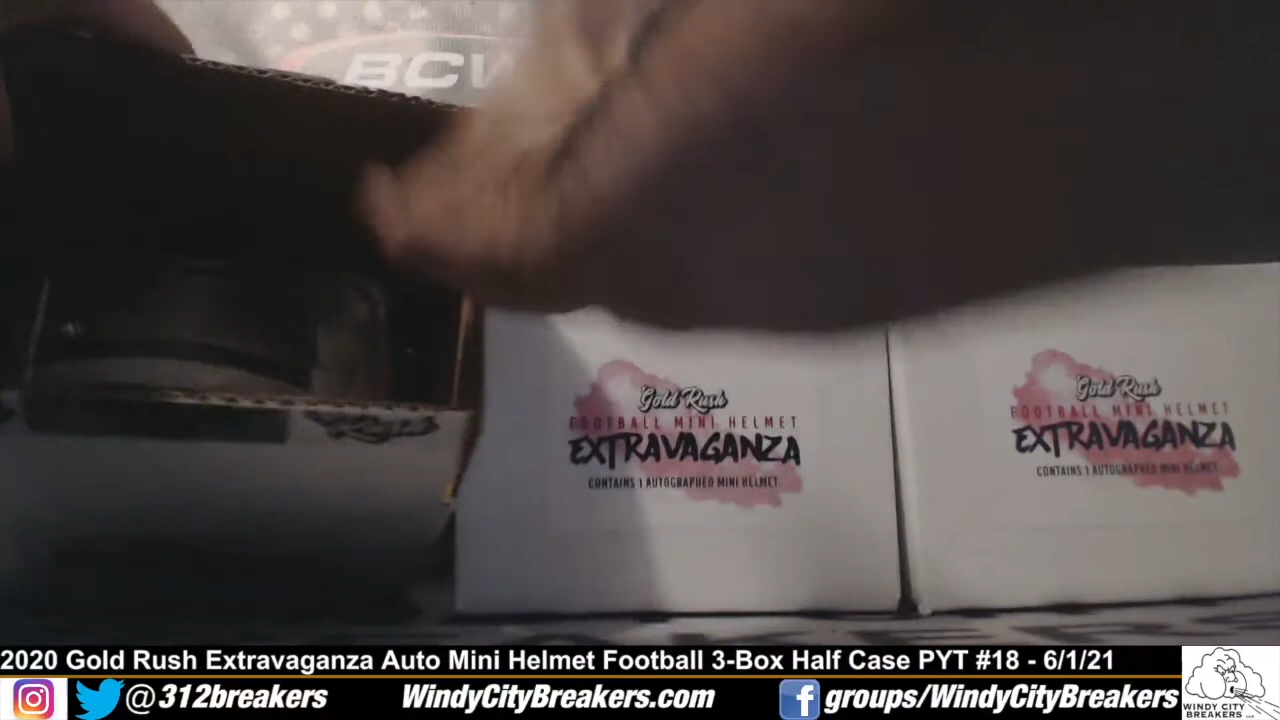 BCW
Gold Rush
FOOTBALL MINI HELMET
EXTRAVAGANZA
CONTAINS 1 AUTOGRAPHED MINI HELMET
Gold Rush
FOOTBALL MINI HELMET
EXTRAVAGANZA
CONTAINS 1 AUTOGRAPHED MINI HELMET
2020 Gold Rush Extravaganza Auto Mini Helmet Football 3-Box Half Case PYT #18 - 6/1/21
@312breakers WindyCityBreakers.com f groups/WindyCityBreakers
WINDY CITY
BREAKERS LLC